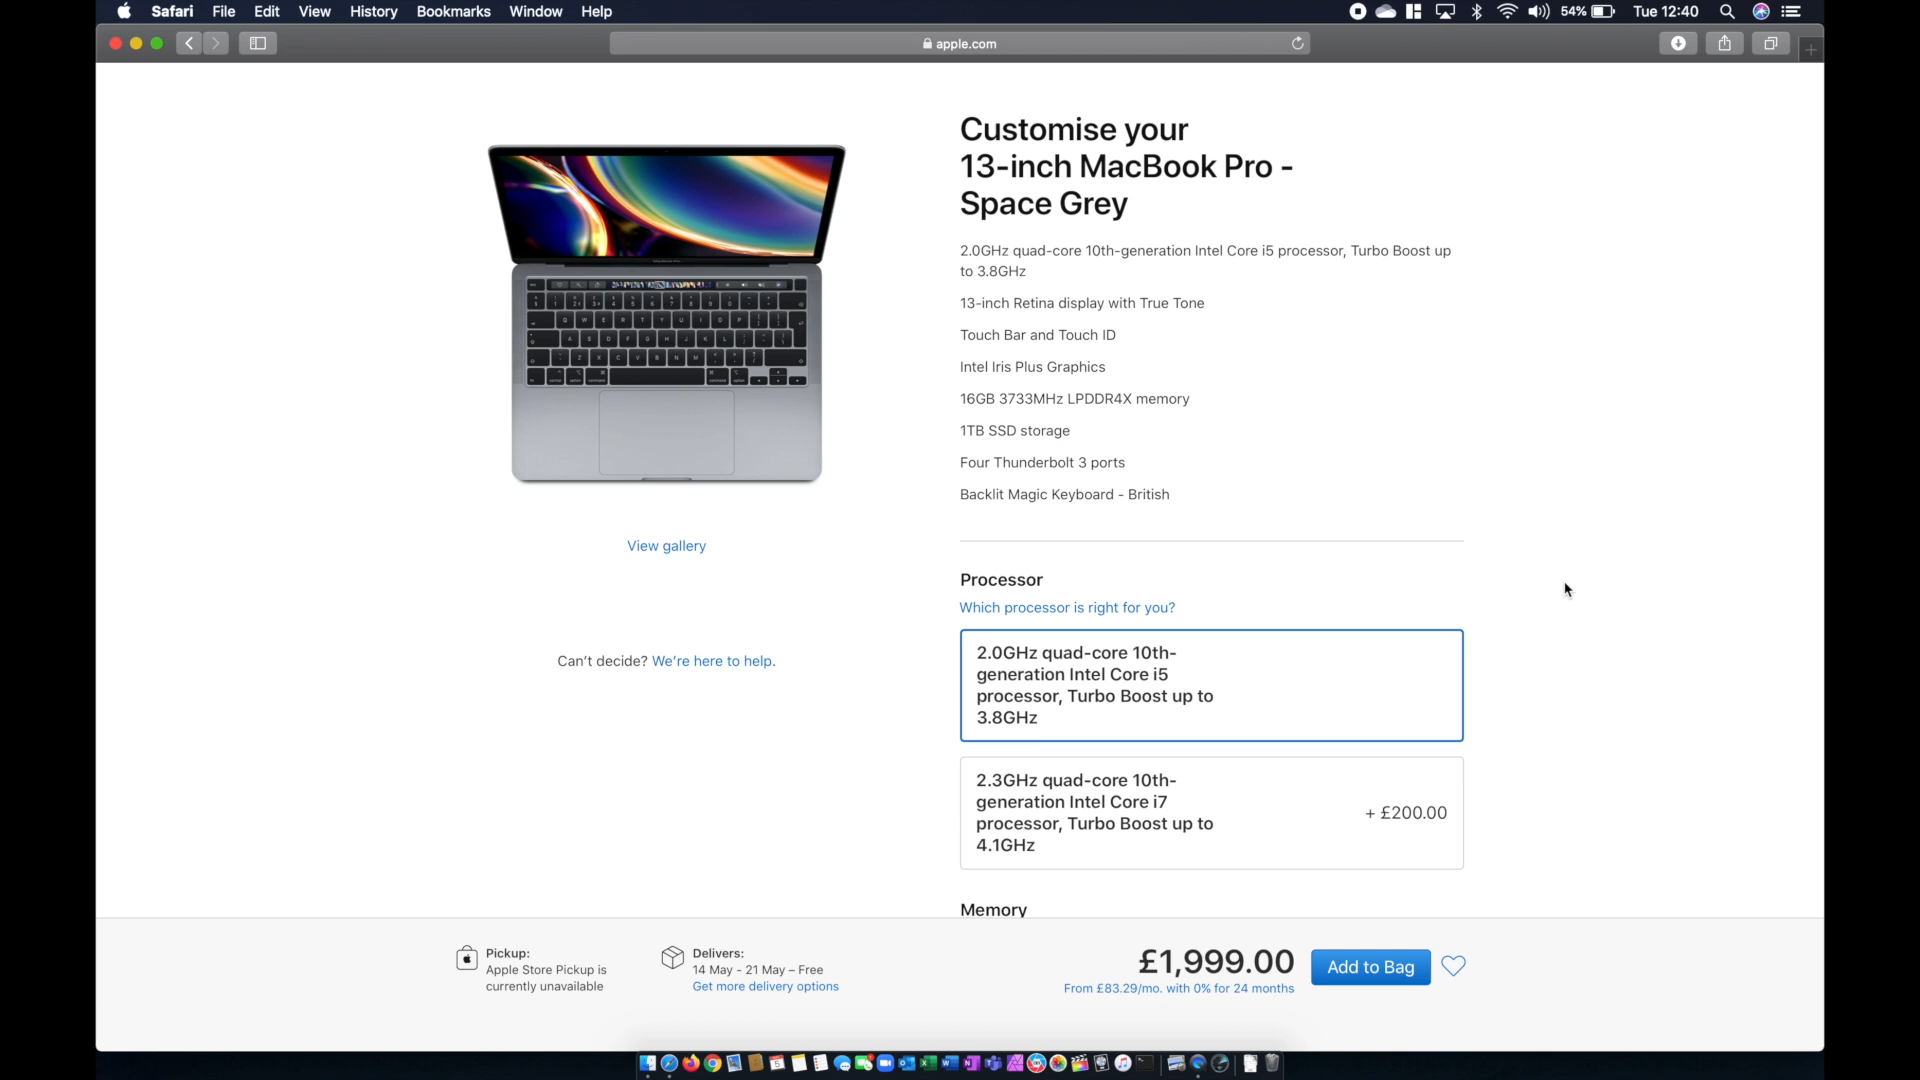 Safari File Edit View History Bookmarks Window Help
54% Tue 12:40
apple.com
Customise your
13-inch MacBook Pro -
Space Grey
2.0GHz quad-core 10th-generation Intel Core i5 processor, Turbo Boost up
to 3.8GHz
13-inch Retina display with True Tone
Touch Bar and Touch ID
Intel Iris Plus Graphics
16GB 3733MHz LPDDR4X memory
1TB SSD storage
Four Thunderbolt 3 ports
Backlit Magic Keyboard - British
View gallery
Can't decide? We're here to help.
Processor
Which processor is right for you?
2.0GHz quad-core 10th-
generation Intel Core i5
processor, Turbo Boost up to
3.8GHz
2.3GHz quad-core 10th-
generation Intel Core i7
processor, Turbo Boost up to
4.1GHz
+ £200.00
Memory
Pickup:
Apple Store Pickup is
currently unavailable
Delivers:
14 May - 21 May – Free
Get more delivery options
£1,999.00
From £83.29/mo. with 0% for 24 months
Add to Bag